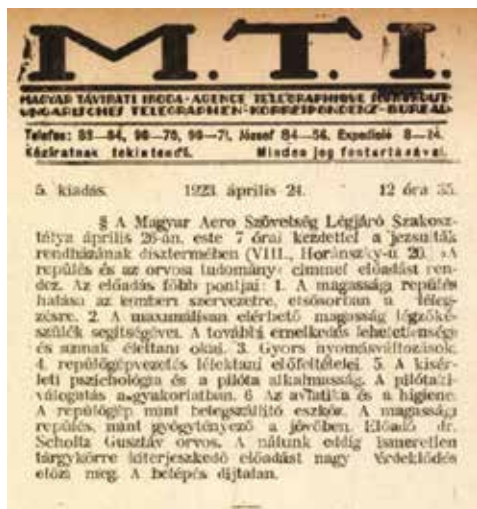 M. T. I.
MAGYAR TÁVIRATI IRODA - AGENCE TELEGRAPHIQUE HONGROISE
UNGARISCHES TELEGRAPHEN-KORRESPONDENZ-BUREAU
Telefon: 83—84, 90—70, 90—71, József 84—56. Expedició 8—24.
Kéziratnak tekintendő. Minden jog fentartásával.
5. kiadás. 1923. április 24. 12 óra 35.
§ A Magyar Aero Szövetség Légjáró Szakosz-
tálya április 26-án, este 7 órai kezdettel a jezsuiták
rendházának dísztermében (VIII., Horánszky-u 20. »A
repülés és az orvosi tudomány« címmel előadást ren-
dez. Az előadás főbb pontjai: 1. A magassági repülés
hatása az emberi szervezetre, elsősorban a léleg-
zésre. 2. A maximálisan elérhető magasság légzőké-
szülék segítségével. A további emelkedés lehetetlensége
és annak élettani okai. 3. Gyors nyomásváltozások.
4. repülőgépvezetés lélektani előfeltételei. 5. A kisér-
leti pszichológia és a pilóta alkalmasság. A pilótaki-
válogatás a gyakorlatban. 6 Az aviatika és a higiene.
A repülőgép mint betegszállitó eszköz. A magassági
repülés, mint gyógytényező a jövőben. Előadó dr.
Scholtz Gusztáv orvos. A nálunk eddig ismeretlen
tárgykörre kiterjeszkedő előadást nagy érdeklődés
előzi meg. A belépés díjtalan.